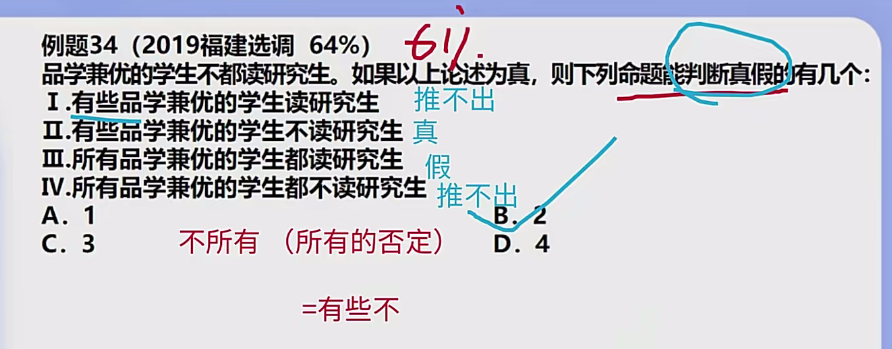 例题34（2019福建选调 64%） 61%.
品学兼优的学生不都读研究生。如果以上论述为真，则下列命题能判断真假的有几个：
Ⅰ.有些品学兼优的学生读研究生 推不出
Ⅱ.有些品学兼优的学生不读研究生 真
Ⅲ.所有品学兼优的学生都读研究生 假
Ⅳ.所有品学兼优的学生都不读研究生 推不出
A. 1 B. 2
C. 3 不所有 （所有的否定） D. 4
=有些不